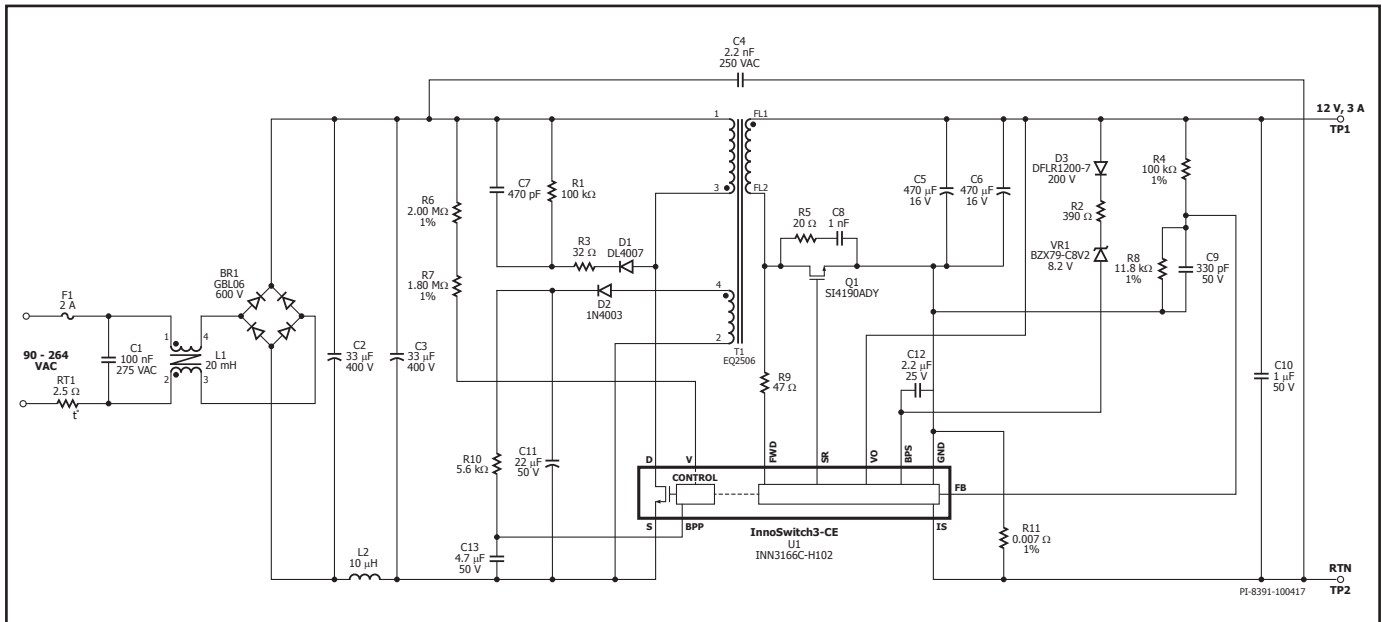 C4
2.2 nF
250 VAC
12 V, 3 A
TP1
1
FL1
3
FL2
C7
470 pF
R1
100 kΩ
R6
2.00 MΩ
1%
R3
32 Ω
D1
DL4007
R7
1.80 MΩ
1%
D2
1N4003
4
2
T1
EQ2506
R5
20 Ω
C8
1 nF
Q1
SI4190ADY
C5
470 µF
16 V
C6
470 µF
16 V
D3
DFLR1200-7
200 V
R2
390 Ω
VR1
BZX79-C8V2
8.2 V
R4
100 kΩ
1%
R8
11.8 kΩ
1%
C9
330 pF
50 V
BR1
GBL06
600 V
F1
2 A
90 - 264
VAC
C1
100 nF
275 VAC
1
4
2
3
L1
20 mH
RT1
2.5 Ω
t°
C2
33 µF
400 V
C3
33 µF
400 V
R9
47 Ω
C12
2.2 µF
25 V
C10
1 µF
50 V
R10
5.6 kΩ
C11
22 µF
50 V
D
V
FWD
SR
VO
BPS
GND
CONTROL
FB
S
BPP
IS
InnoSwitch3-CE
U1
INN3166C-H102
R11
0.007 Ω
1%
C13
4.7 µF
50 V
L2
10 µH
RTN
TP2
PI-8391-100417